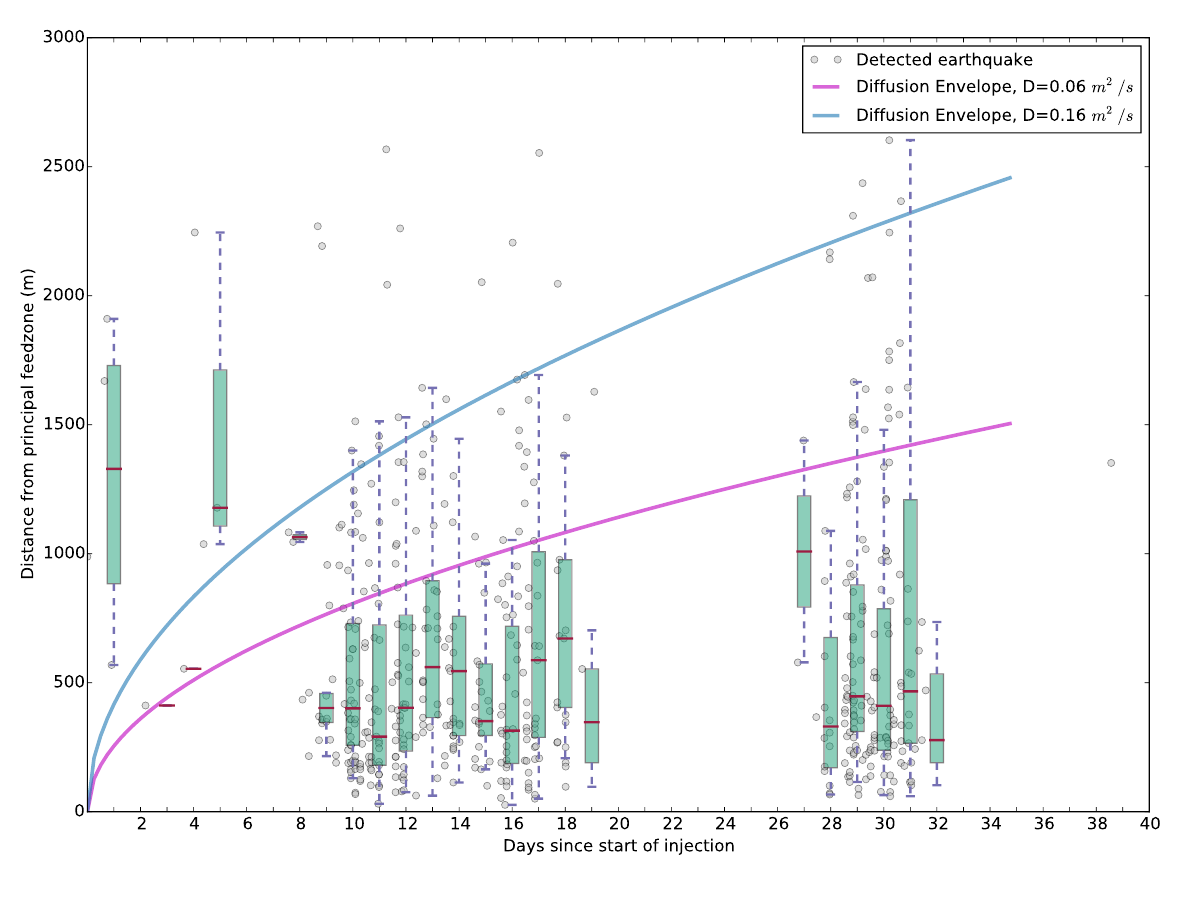 3000
2500
2000
1500
1000
500
0
Distance from principal feedzone (m)
Detected earthquake
Diffusion Envelope, D=0.06 m² /s
Diffusion Envelope, D=0.16 m² /s
2 4 6 8 10 12 14 16 18 20 22 24 26 28 30 32 34 36 38 40
Days since start of injection